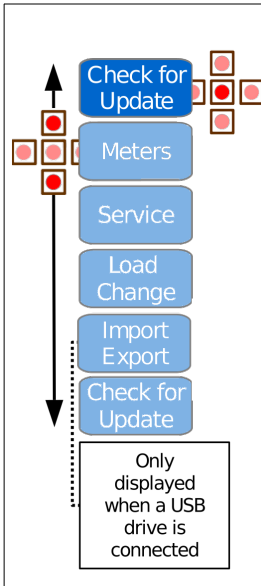 Check for
Update
Meters
Service
Load
Change
Import
Export
Check for
Update
Only
displayed
when a USB
drive is
connected